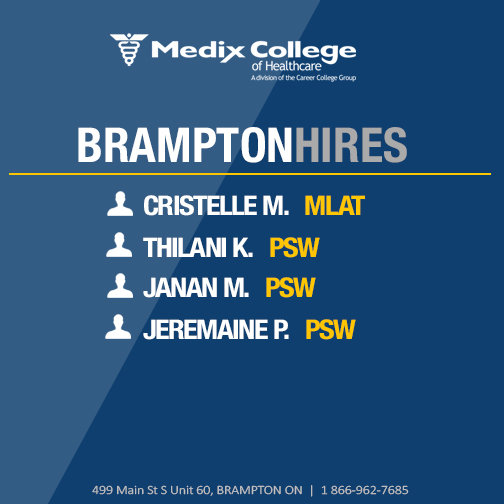 Medix College
of Healthcare
A division of the Career College Group
BRAMPTONHIRES
CRISTELLE M. MLAT
THILANI K. PSW
JANAN M. PSW
JEREMAINE P. PSW
499 Main St S Unit 60, BRAMPTON ON | 1 866-962-7685